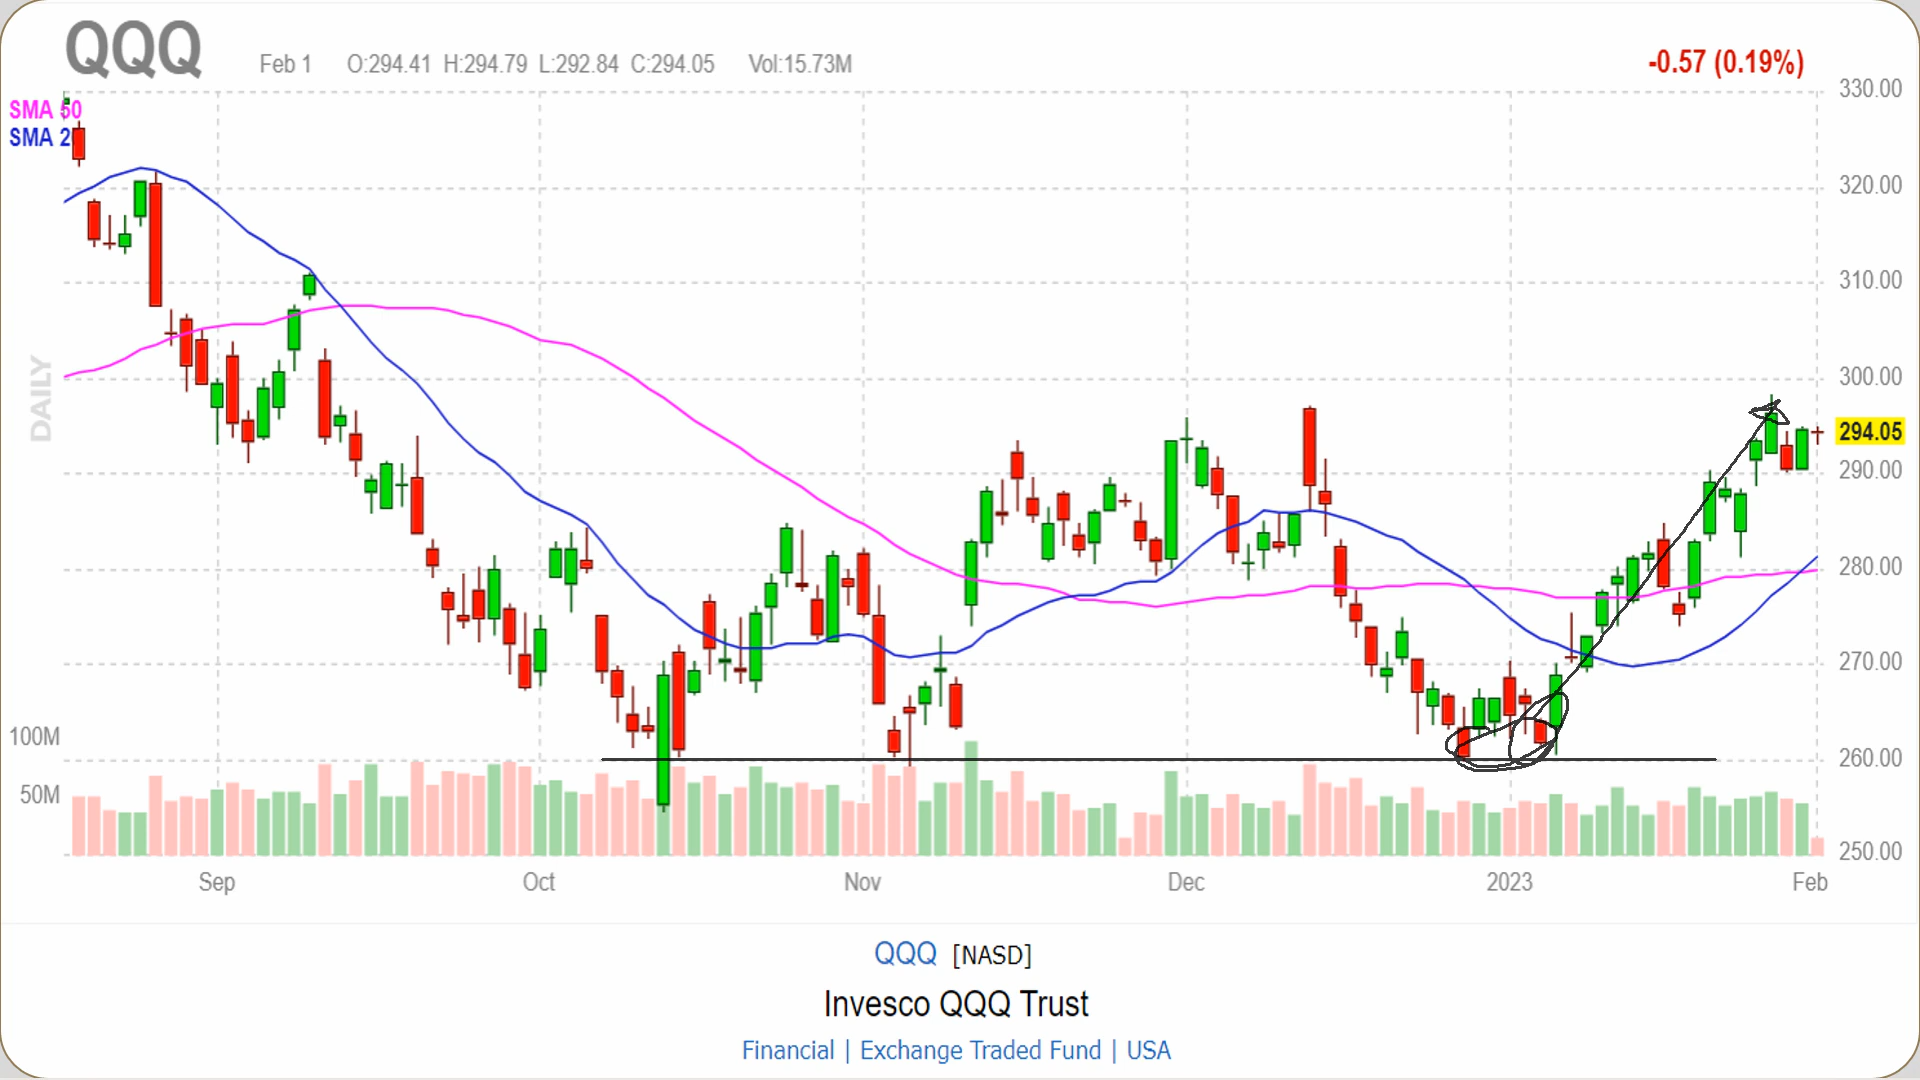 QQQ Feb 1 O:294.41 H:294.79 L:292.84 C:294.05 Vol:15.73M -0.57 (0.19%)
330.00
SMA 50
SMA 20
320.00
310.00
300.00
DAILY
294.05
290.00
280.00
270.00
100M
260.00
50M
250.00
Sep Oct Nov Dec 2023 Feb
QQQ [NASD]
Invesco QQQ Trust
Financial | Exchange Traded Fund | USA